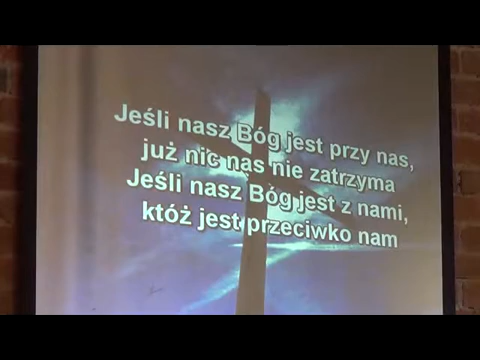 Jeśli nasz Bóg jest przy nas,
już nic nas nie zatrzyma
Jeśli nasz Bóg jest z nami,
któż jest przeciwko nam